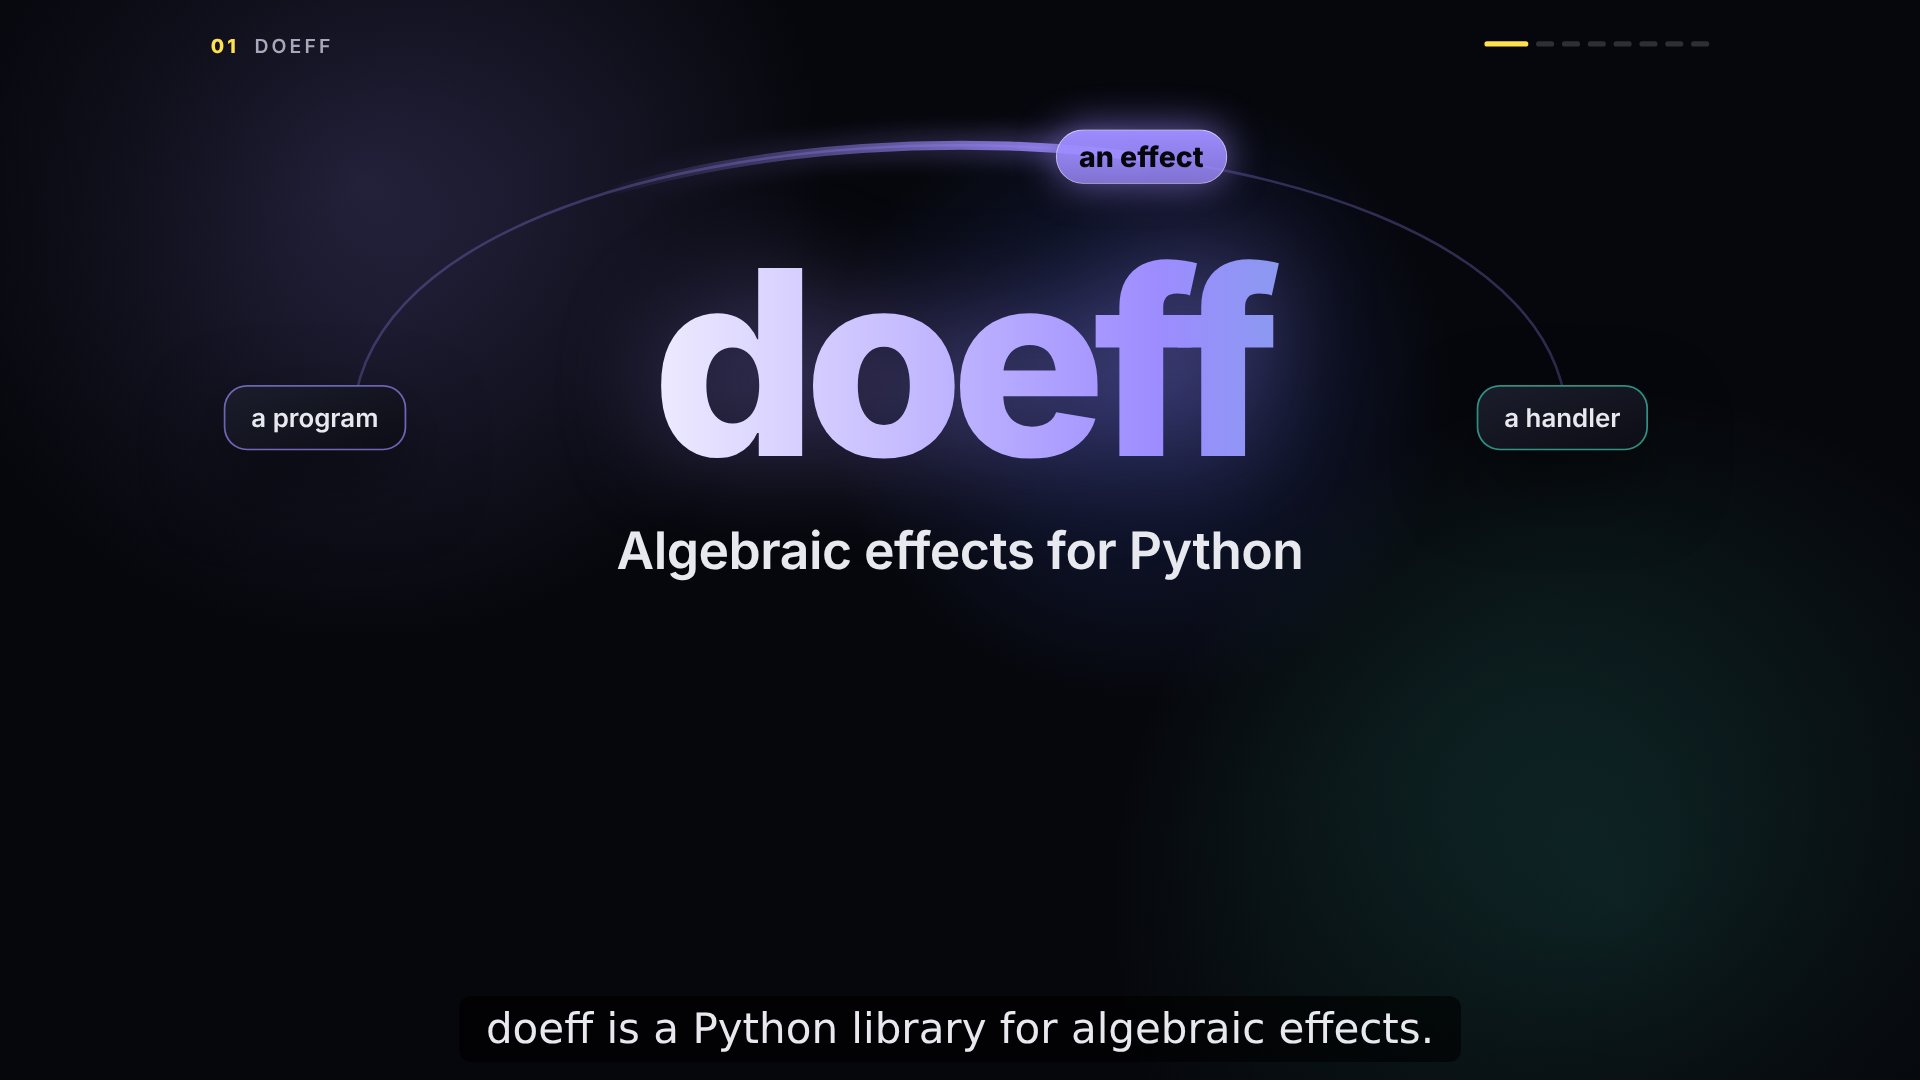 01 DOEFF
an effect
doeff
a program
a handler
Algebraic effects for Python
doeff is a Python library for algebraic effects.